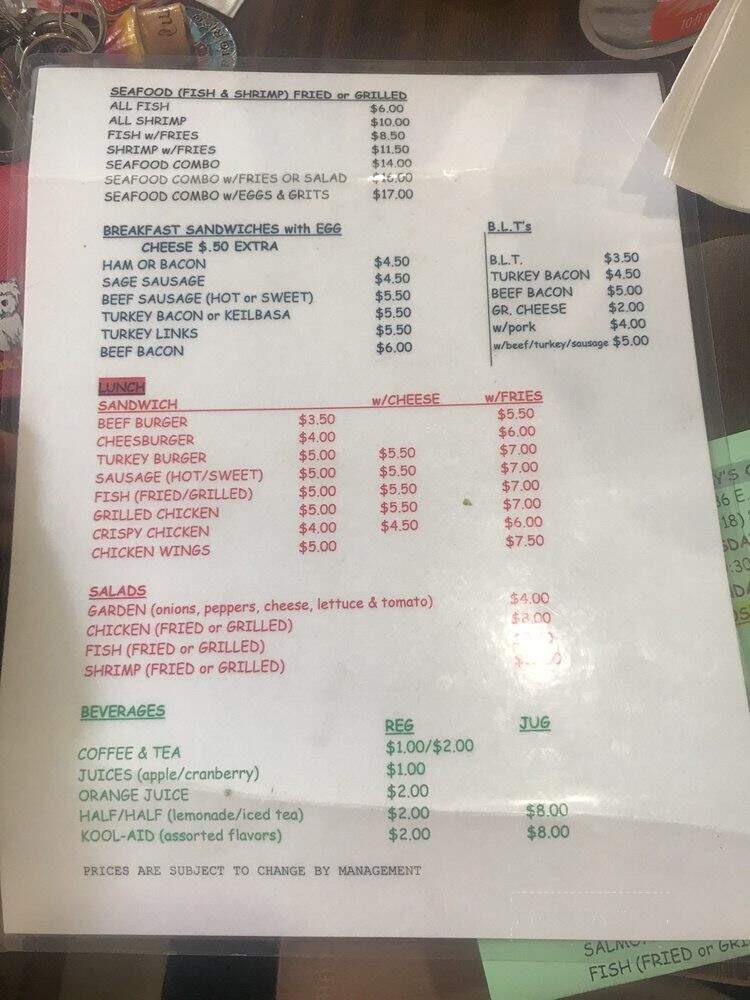 SEAFOOD (FISH & SHRIMP) FRIED or GRILLED
ALL FISH $6.00
ALL SHRIMP $10.00
FISH w/FRIES $8.50
SHRIMP w/FRIES $11.50
SEAFOOD COMBO $14.00
SEAFOOD COMBO w/FRIES OR SALAD $16.00
SEAFOOD COMBO w/EGGS & GRITS $17.00
BREAKFAST SANDWICHES with EGG
CHEESE $.50 EXTRA
HAM OR BACON $4.50
SAGE SAUSAGE $4.50
BEEF SAUSAGE (HOT or SWEET) $5.50
TURKEY BACON or KEILBASA $5.50
TURKEY LINKS $5.50
BEEF BACON $6.00
B.L.T's
B.L.T. $3.50
TURKEY BACON $4.50
BEEF BACON $5.00
GR. CHEESE $2.00
w/pork $4.00
w/beef/turkey/sausage $5.00
LUNCH
SANDWICH w/CHEESE w/FRIES
BEEF BURGER $3.50 $5.50
CHEESBURGER $4.00 $6.00
TURKEY BURGER $5.00 $5.50 $7.00
SAUSAGE (HOT/SWEET) $5.00 $5.50 $7.00
FISH (FRIED/GRILLED) $5.00 $5.50 $7.00
GRILLED CHICKEN $5.00 $5.50 $7.00
CRISPY CHICKEN $4.00 $4.50 $6.00
CHICKEN WINGS $5.00 $7.50
SALADS
GARDEN (onions, peppers, cheese, lettuce & tomato) $4.00
CHICKEN (FRIED or GRILLED) $8.00
FISH (FRIED or GRILLED)
SHRIMP (FRIED or GRILLED)
BEVERAGES
REG JUG
COFFEE & TEA $1.00/$2.00
JUICES (apple/cranberry) $1.00
ORANGE JUICE $2.00
HALF/HALF (lemonade/iced tea) $2.00 $8.00
KOOL-AID (assorted flavors) $2.00 $8.00
PRICES ARE SUBJECT TO CHANGE BY MANAGEMENT
FISH (FRIED or